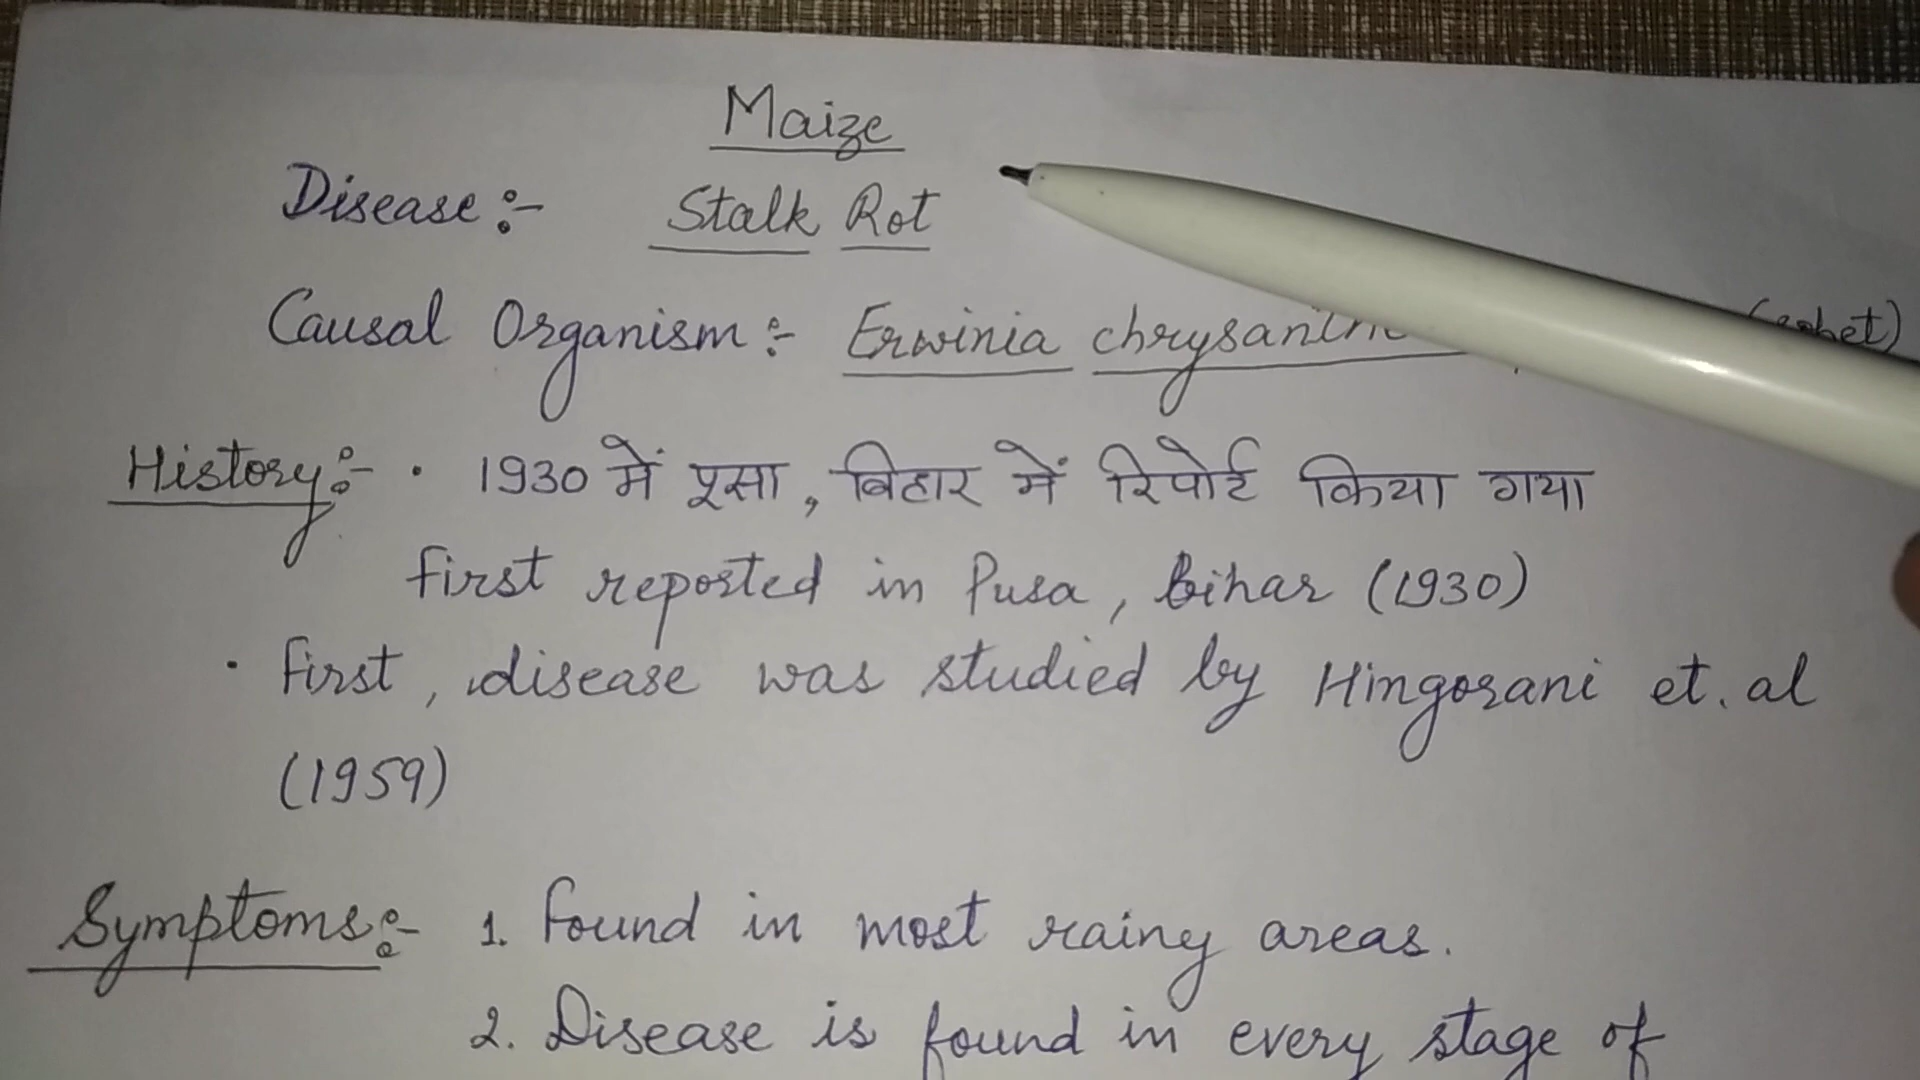 Maize
Disease :- Stalk Rot
Causal Organism :- Erwinia
History :- • 1930 में पूसा, बिहार में रिपोर्ट किया गया
First reported in Pusa, Bihar (1930)
• First, disease was studied by Hingorani et. al
(1959)
Symptoms :- 1. Found in most rainy areas.
2. Disease is found in every stage of